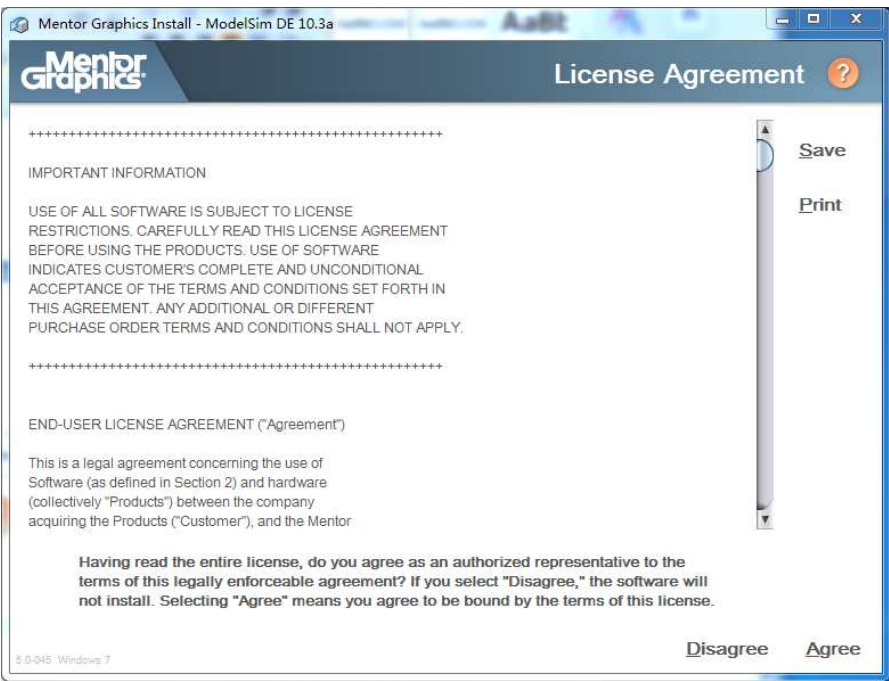 Mentor Graphics Install - ModelSim DE 10.3a
AaBb
Mentor
Graphics
License Agreement ?
++++++++++++++++++++++++++++++++++++++++++++++++++++
IMPORTANT INFORMATION
USE OF ALL SOFTWARE IS SUBJECT TO LICENSE
RESTRICTIONS. CAREFULLY READ THIS LICENSE AGREEMENT
BEFORE USING THE PRODUCTS. USE OF SOFTWARE
INDICATES CUSTOMER'S COMPLETE AND UNCONDITIONAL
ACCEPTANCE OF THE TERMS AND CONDITIONS SET FORTH IN
THIS AGREEMENT. ANY ADDITIONAL OR DIFFERENT
PURCHASE ORDER TERMS AND CONDITIONS SHALL NOT APPLY.
++++++++++++++++++++++++++++++++++++++++++++++++++++
END-USER LICENSE AGREEMENT ("Agreement")
This is a legal agreement concerning the use of
Software (as defined in Section 2) and hardware
(collectively "Products") between the company
acquiring the Products ("Customer"), and the Mentor
Save
Print
Having read the entire license, do you agree as an authorized representative to the
terms of this legally enforceable agreement? If you select "Disagree," the software will
not install. Selecting "Agree" means you agree to be bound by the terms of this license.
Disagree Agree
5.0-045 Windows 7